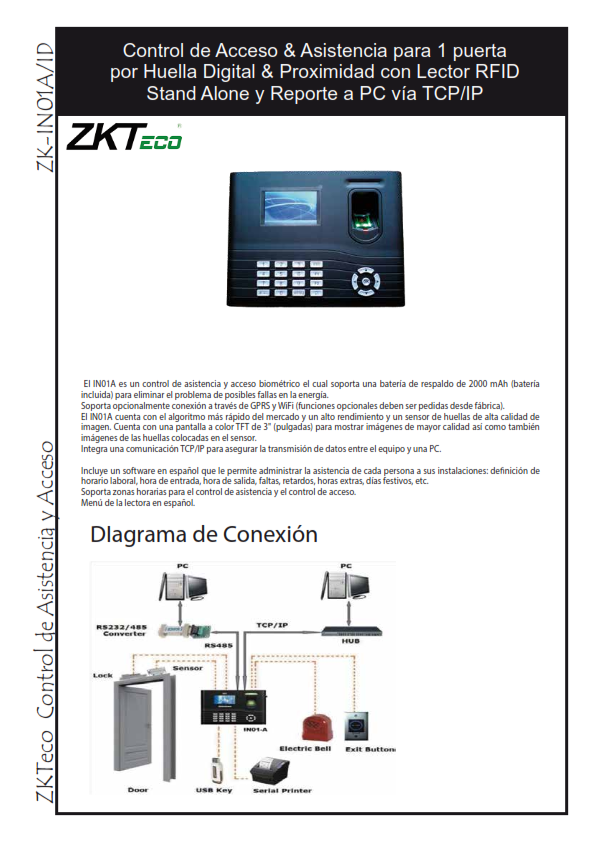 Control de Acceso & Asistencia para 1 puerta
por Huella Digital & Proximidad con Lector RFID
Stand Alone y Reporte a PC vía TCP/IP
ZK-IN01A/ID
ZKTECO
El IN01A es un control de asistencia y acceso biométrico el cual soporta una batería de respaldo de 2000 mAh (batería
incluida) para eliminar el problema de posibles fallas en la energía.
Soporta opcionalmente conexión a través de GPRS y WiFi (funciones opcionales deben ser pedidas desde fábrica).
El IN01A cuenta con el algoritmo más rápido del mercado y un alto rendimiento y un sensor de huellas de alta calidad de
imagen. Cuenta con una pantalla a color TFT de 3" (pulgadas) para mostrar imágenes de mayor calidad así como también
imágenes de las huellas colocadas en el sensor.
Integra una comunicación TCP/IP para asegurar la transmisión de datos entre el equipo y una PC.
Incluye un software en español que le permite administrar la asistencia de cada persona a sus instalaciones: definición de
horario laboral, hora de entrada, hora de salida, faltas, retardos, horas extras, días festivos, etc.
Soporta zonas horarias para el control de asistencia y el control de acceso.
Menú de la lectora en español.
ZKTeco Control de Asistencia y Acceso
DIagrama de Conexión
PC
PC
RS232/485
Converter
TCP/IP
HUB
RS485
Sensor
Lock
IN01-A
Electric Bell
Exit Button
Door
USB Key
Serial Printer